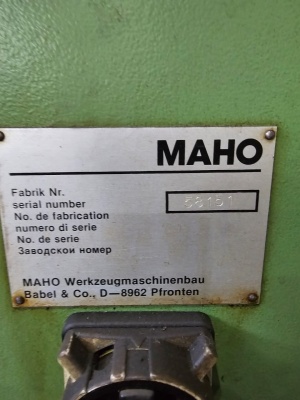 MAHO
Fabrik Nr.
serial number
68161
No. de fabrication
numero di serie
No. de serie
Заводской номер
MAHO Werkzeugmaschinenbau
Babel & Co., D—8962 Pfronten